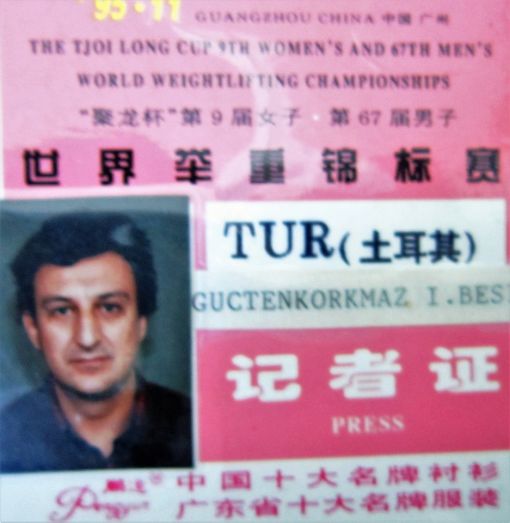 '95·11 GUANGZHOU CHINA 中国 广州
THE TJOI LONG CUP 9TH WOMEN'S AND 67TH MEN'S
WORLD WEIGHTLIFTING CHAMPIONSHIPS
"聚龙杯"第9届女子·第67届男子
世界举重锦标赛
TUR(土耳其)
GUCTENKORKMAZ I.BES
记者证
PRESS
中国十大名牌衬衫
广东省十大名牌服装